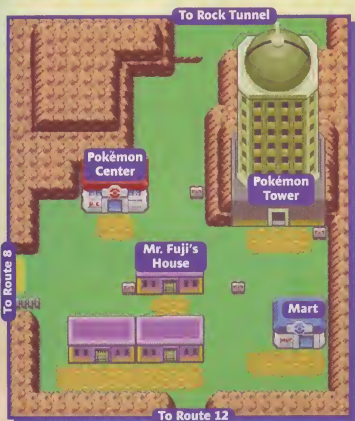 To Rock Tunnel
Pokémon
Center
Pokémon
Tower
Mr. Fuji's
House
To Route 8
Mart
To Route 12